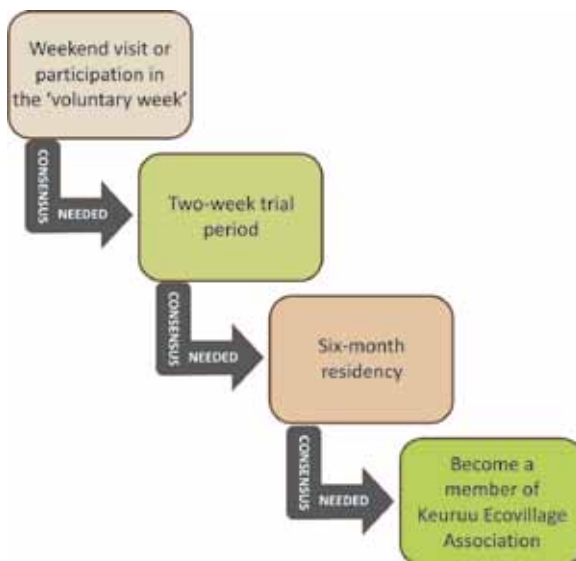 Weekend visit or
participation in
the ‘voluntary week’
CONSENSUS
NEEDED
Two-week trial
period
CONSENSUS
NEEDED
Six-month
residency
CONSENSUS
NEEDED
Become a
member of
Keuruu Ecovillage
Association